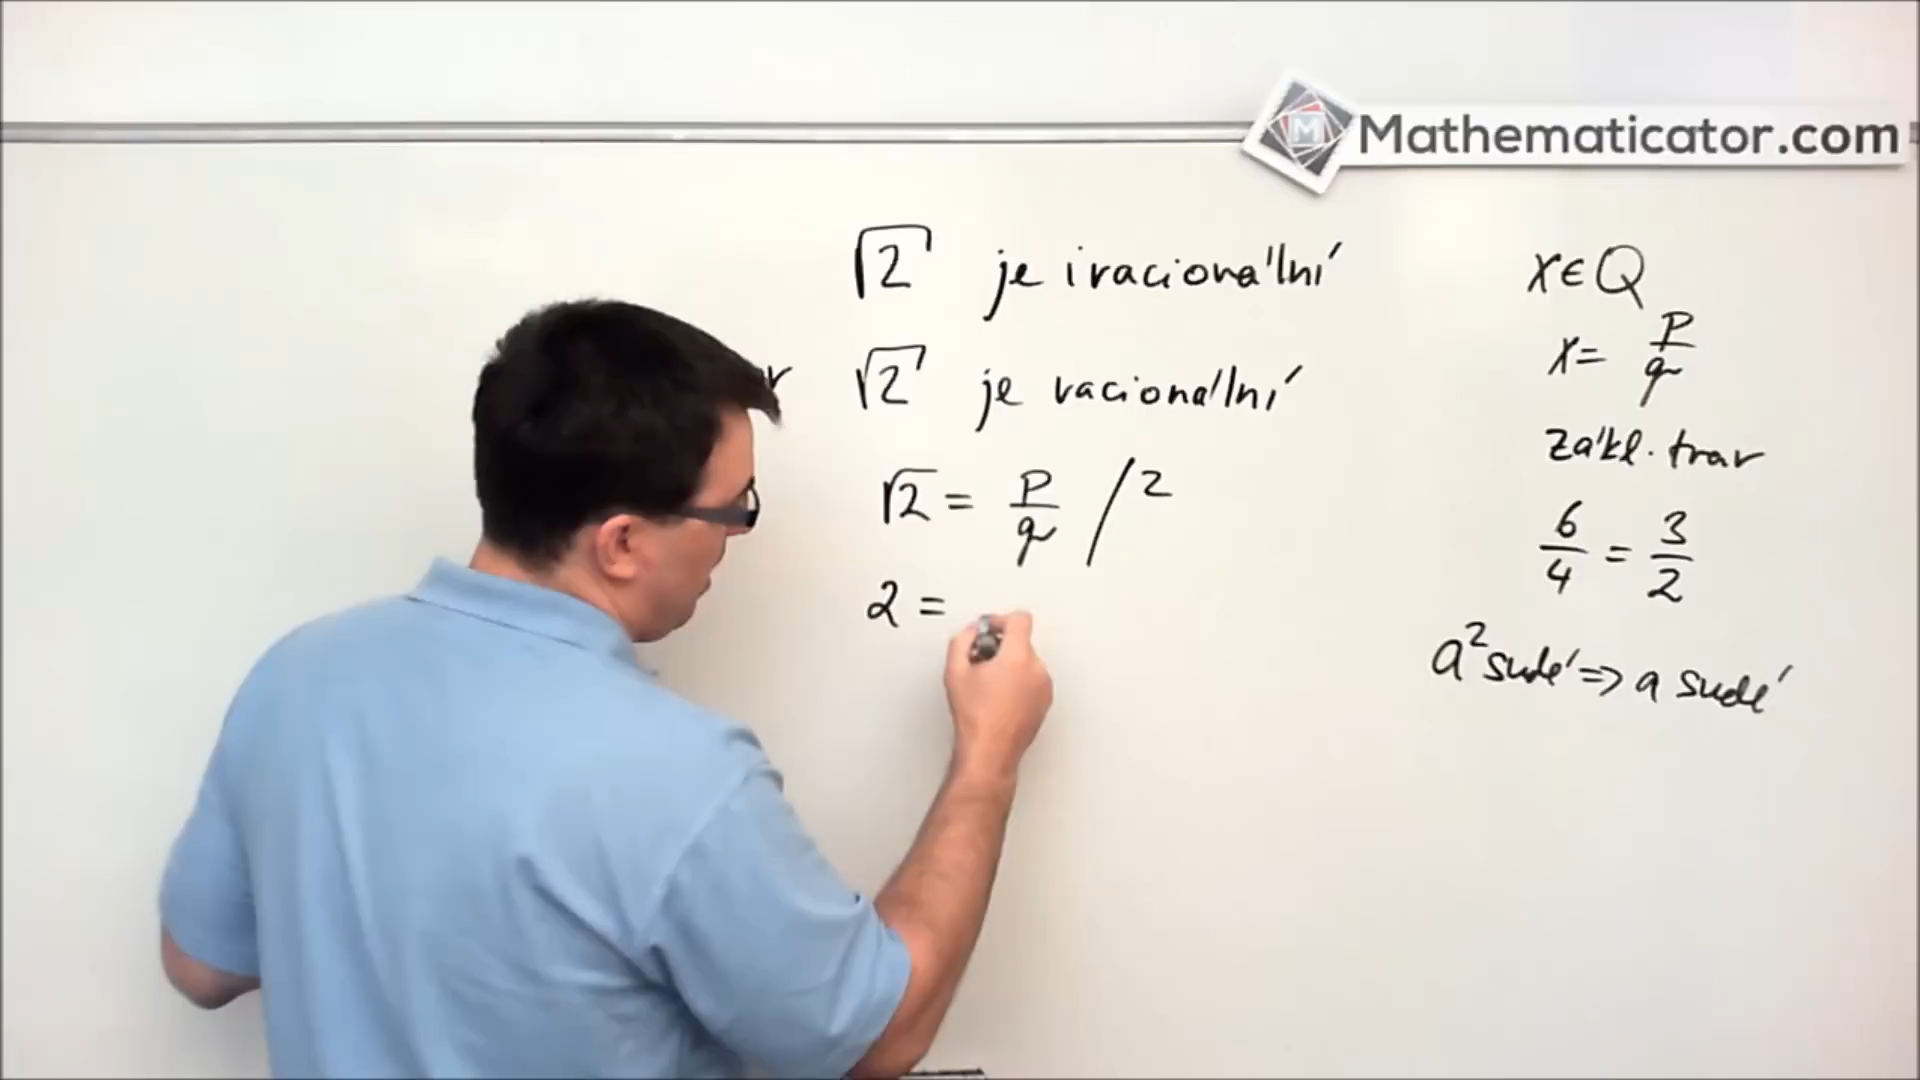 Mathematicator.com
√2 je iracionální
√2 je racionální
√2 = p/q /²
2 =
x∈Q
x = p/q
zákl. tvar
6/4 = 3/2
a² sudé => a sudé